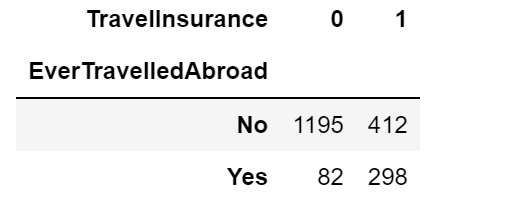 TravelInsurance 0 1
EverTravelledAbroad
No 1195 412
Yes 82 298